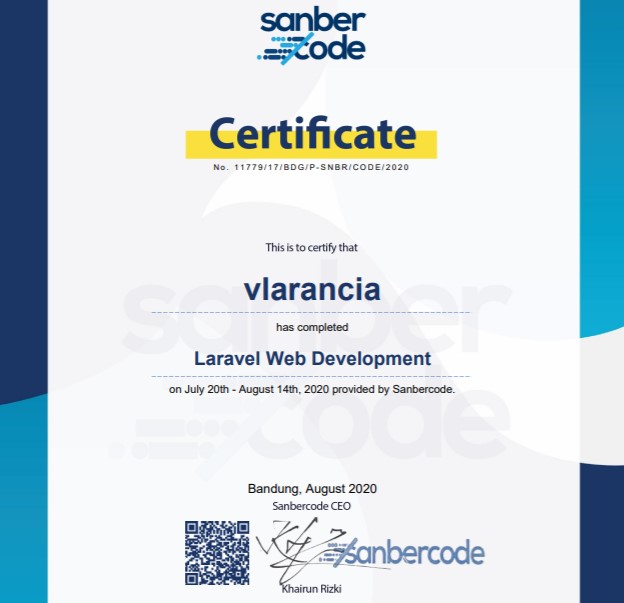 sanber
code
Certificate
No. 11779/17/BDG/P-SNBR/CODE/2020
This is to certify that
vlarancia
has completed
Laravel Web Development
on July 20th - August 14th, 2020 provided by Sanbercode.
sanber
code
Bandung, August 2020
Sanbercode CEO
sanbercode
Khairun Rizki